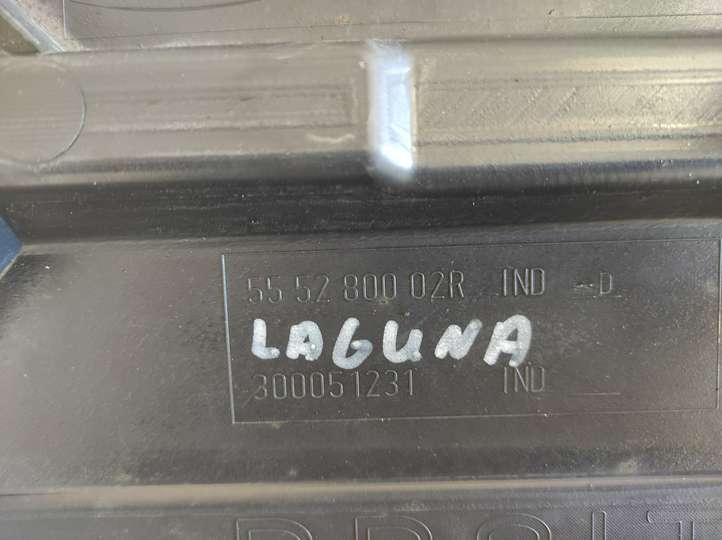 55 52 800 02R IND -D
LAGUNA
300051231 IND